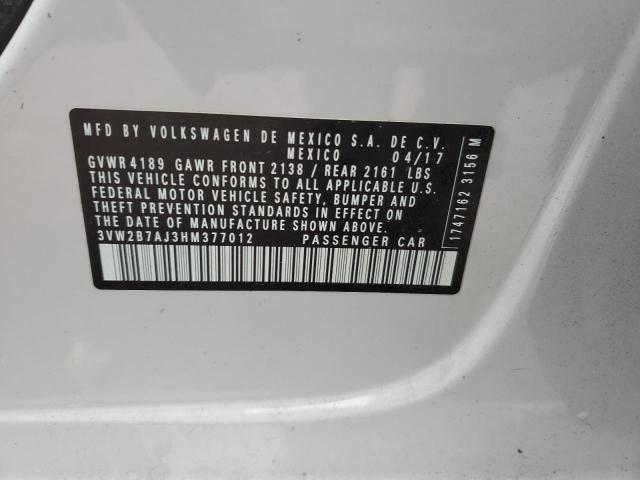 MFD BY VOLKSWAGEN DE MEXICO S.A. DE C.V.
MEXICO 04/17
GVWR 4189 GAWR FRONT 2138 / REAR 2161 LBS
THIS VEHICLE CONFORMS TO ALL APPLICABLE U.S.
FEDERAL MOTOR VEHICLE SAFETY, BUMPER AND
THEFT PREVENTION STANDARDS IN EFFECT ON
THE DATE OF MANUFACTURE SHOWN ABOVE.
3VW2B7AJ3HM377012 PASSENGER CAR
1747162 3156 M